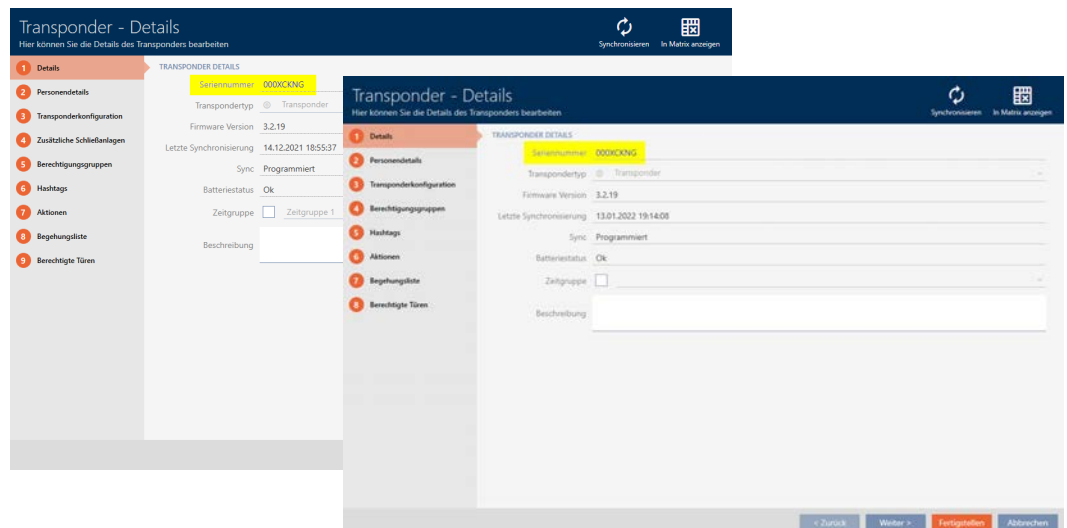 Transponder - Details
Hier können Sie die Details des Transponders bearbeiten
Synchronisieren
In Matrix anzeigen
1 Details
2 Personendetails
3 Transponderkonfiguration
4 Zusätzliche Schließanlagen
5 Berechtigungsgruppen
6 Hashtags
7 Aktionen
8 Begehungsliste
9 Berechtigte Türen
TRANSPONDER DETAILS
Seriennummer 000XCKNG
Transpondertyp Transponder
Firmware Version 3.2.19
Letzte Synchronisierung 14.12.2021 18:55:37
Sync Programmiert
Batteriestatus Ok
Zeitgruppe Zeitgruppe 1
Beschreibung
Transponder - Details
Hier können Sie die Details des Transponders bearbeiten
Synchronisieren
In Matrix anzeigen
1 Details
2 Personendetails
3 Transponderkonfiguration
4 Berechtigungsgruppen
5 Hashtags
6 Aktionen
7 Begehungsliste
8 Berechtigte Türen
TRANSPONDER DETAILS
Seriennummer 000XCKNG
Transpondertyp Transponder
Firmware Version 3.2.19
Letzte Synchronisierung 13.01.2022 19:14:08
Sync Programmiert
Batteriestatus Ok
Zeitgruppe
Beschreibung
< Zurück
Weiter >
Fertigstellen
Abbrechen